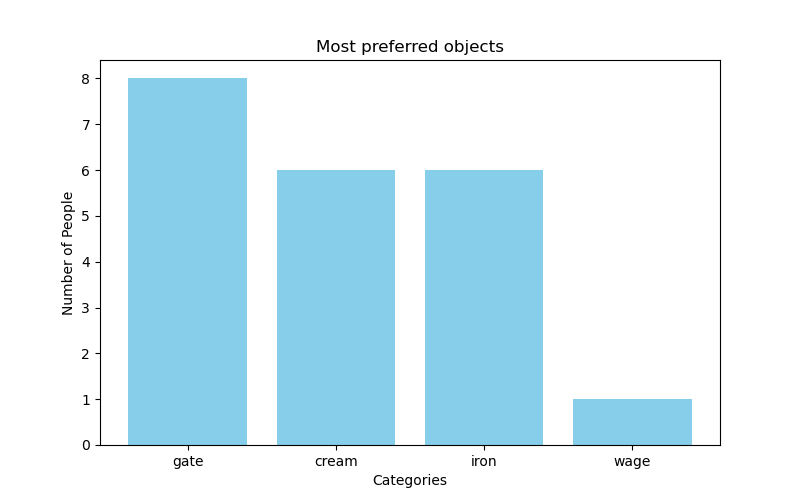 Most preferred objects
8
7
6
5
4
3
2
1
0
Number of People
gate cream iron wage
Categories